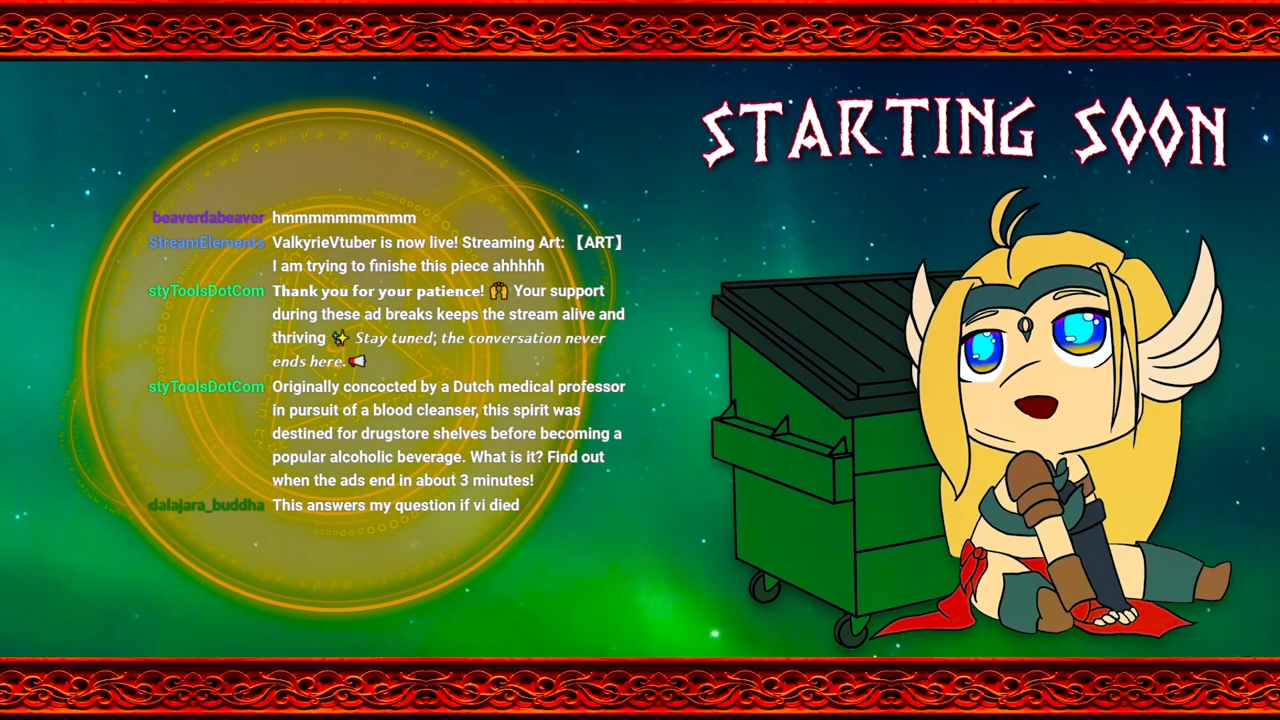 STARTING SOON
beaverdabeaver hmmmmmmmmmmm
StreamElements ValkyrieVtuber is now live! Streaming Art: 【ART】
I am trying to finishe this piece ahhhhh
styToolsDotCom Thank you for your patience! 🙌 Your support
during these ad breaks keeps the stream alive and
thriving ✨ Stay tuned; the conversation never
ends here. 📢
styToolsDotCom Originally concocted by a Dutch medical professor
in pursuit of a blood cleanser, this spirit was
destined for drugstore shelves before becoming a
popular alcoholic beverage. What is it? Find out
when the ads end in about 3 minutes!
dalajara_buddha This answers my question if vi died